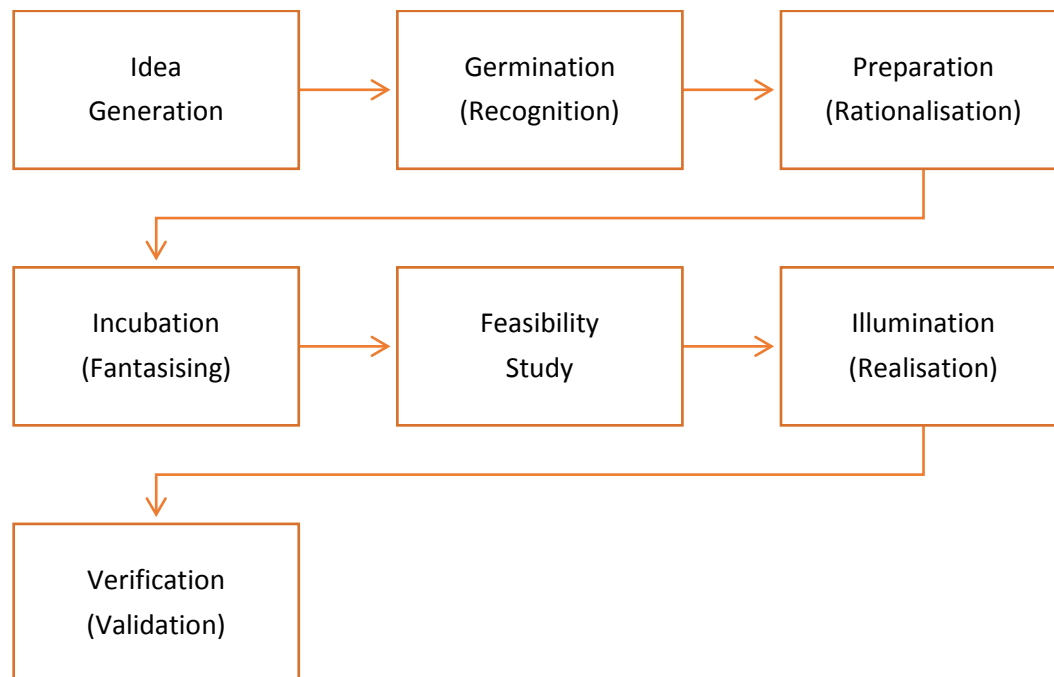 Idea
Generation
Germination
(Recognition)
Preparation
(Rationalisation)
Incubation
(Fantasising)
Feasibility
Study
Illumination
(Realisation)
Verification
(Validation)